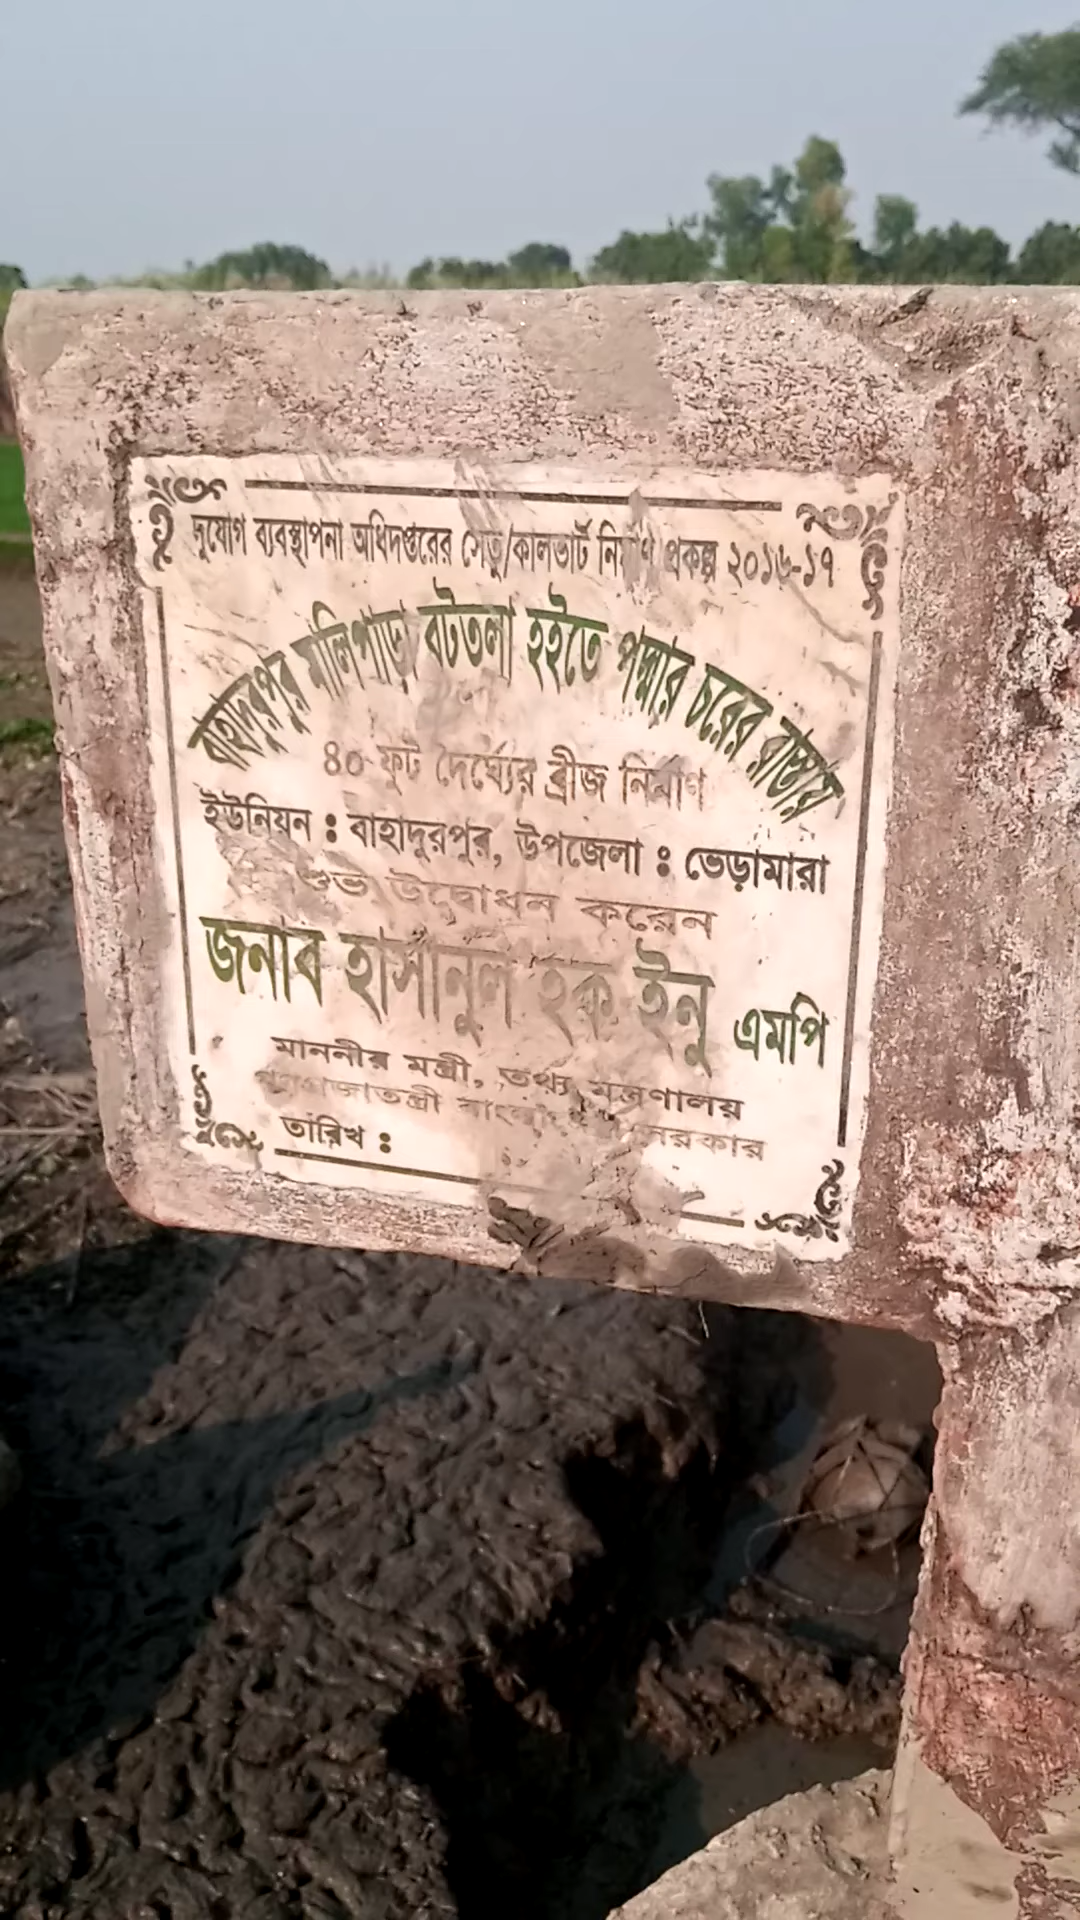 দুযোগ ব্যবস্থাপনা অধিদপ্তরের সেতু/কালভার্ট নির্মাণ প্রকল্প ২০১৬-১৭
বাহাদুরপুর মালিপাড়া বটতলা হইতে পদ্মার চরের রাস্তায়
৪০ ফুট দৈর্ঘ্যের ব্রীজ নির্মাণ
ইউনিয়ন : বাহাদুরপুর, উপজেলা : ভেড়ামারা
শুভ উদ্বোধন করেন
জনাব হাসানুল হক ইনু এমপি
মাননীয় মন্ত্রী, তথ্য মন্ত্রণালয়
সরকার
তারিখ :